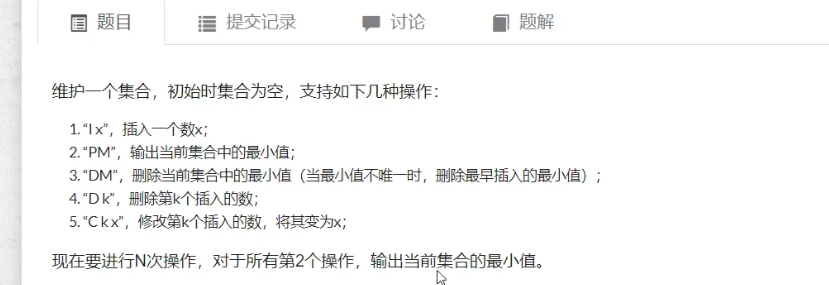 题目 提交记录 讨论 题解
维护一个集合，初始时集合为空，支持如下几种操作：
1. “I x”，插入一个数x；
2. “PM”，输出当前集合中的最小值；
3. “DM”，删除当前集合中的最小值（当最小值不唯一时，删除最早插入的最小值）；
4. “D k”，删除第k个插入的数；
5. “C k x”，修改第k个插入的数，将其变为x；
现在要进行N次操作，对于所有第2个操作，输出当前集合的最小值。